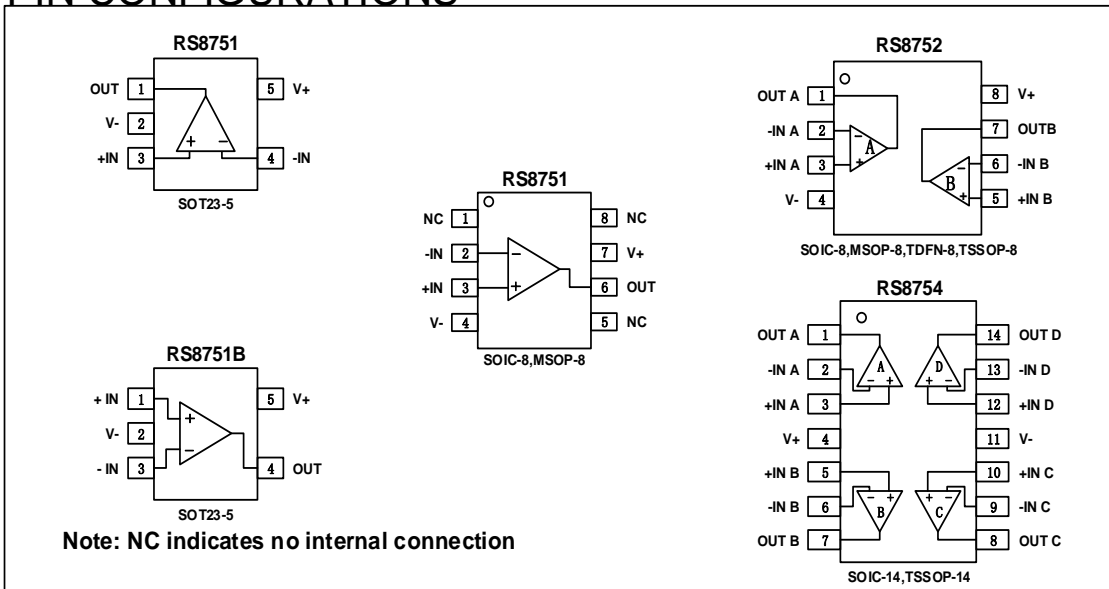 PIN CONFIGURATIONS
RS8751
OUT 1 5 V+
V- 2
+IN 3 4 -IN
+ −
SOT23-5
RS8751
NC 1 8 NC
-IN 2 − 7 V+
+IN 3 + 6 OUT
V- 4 5 NC
SOIC-8,MSOP-8
RS8751B
+ IN 1 + 5 V+
V- 2
- IN 3 − 4 OUT
SOT23-5
Note: NC indicates no internal connection
RS8752
OUT A 1 8 V+
-IN A 2 − A 7 OUTB
+IN A 3 + − 6 -IN B
V- 4 B + 5 +IN B
SOIC-8,MSOP-8,TDFN-8,TSSOP-8
RS8754
OUT A 1 14 OUT D
-IN A 2 A D 13 -IN D
− + + −
+IN A 3 12 +IN D
V+ 4 11 V-
+IN B 5 10 +IN C
− + + −
-IN B 6 B C 9 -IN C
OUT B 7 8 OUT C
SOIC-14,TSSOP-14